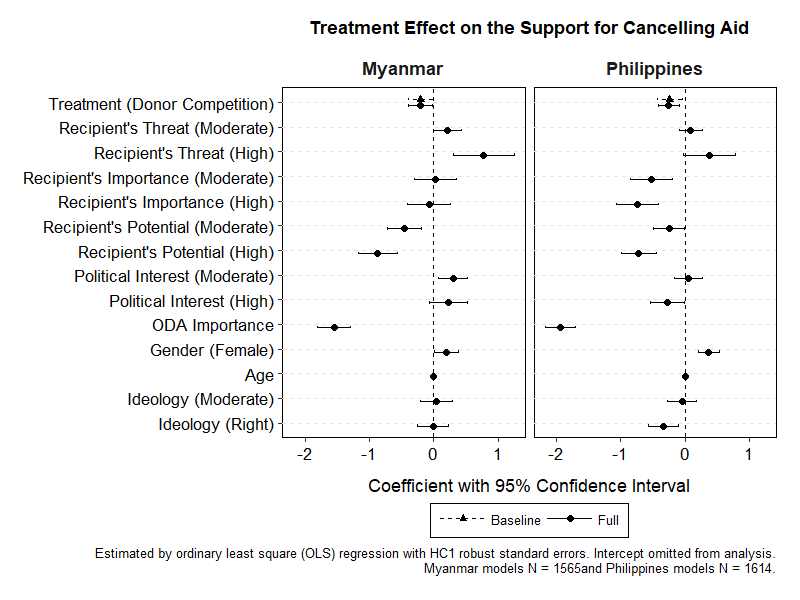 Treatment Effect on the Support for Cancelling Aid
Myanmar
Philippines
Treatment (Donor Competition)
Recipient's Threat (Moderate)
Recipient's Threat (High)
Recipient's Importance (Moderate)
Recipient's Importance (High)
Recipient's Potential (Moderate)
Recipient's Potential (High)
Political Interest (Moderate)
Political Interest (High)
ODA Importance
Gender (Female)
Age
Ideology (Moderate)
Ideology (Right)
-2 -1 0 1 -2 -1 0 1
Coefficient with 95% Confidence Interval
Baseline Full
Estimated by ordinary least square (OLS) regression with HC1 robust standard errors. Intercept omitted from analysis.
Myanmar models N = 1565and Philippines models N = 1614.